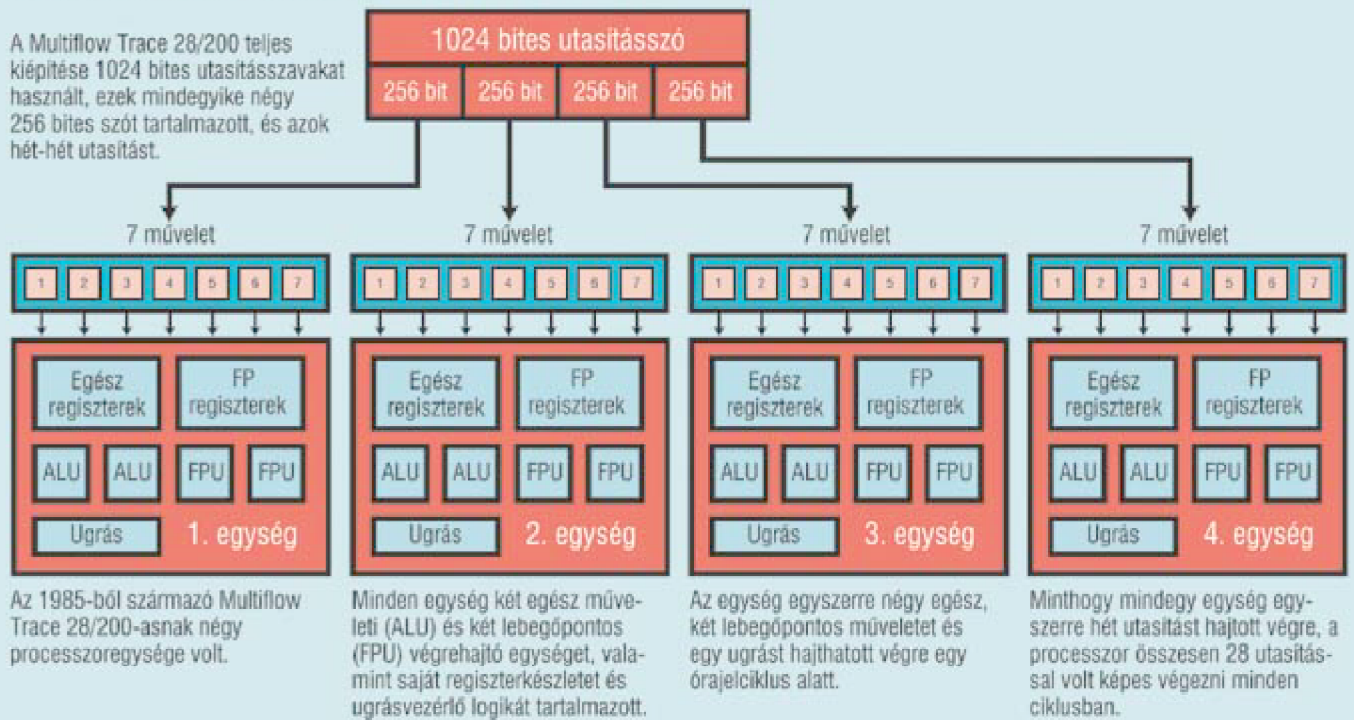 A Multiflow Trace 28/200 teljes
kiépítése 1024 bites utasításszavakat
használt, ezek mindegyike négy
256 bites szót tartalmazott, és azok
hét-hét utasítást.
1024 bites utasításszó
256 bit 256 bit 256 bit 256 bit
7 művelet 7 művelet 7 művelet 7 művelet
1 2 3 4 5 6 7 1 2 3 4 5 6 7 1 2 3 4 5 6 7 1 2 3 4 5 6 7
Egész
regiszterek
FP
regiszterek
ALU ALU FPU FPU
Ugrás 1. egység
Egész
regiszterek
FP
regiszterek
ALU ALU FPU FPU
Ugrás 2. egység
Egész
regiszterek
FP
regiszterek
ALU ALU FPU FPU
Ugrás 3. egység
Egész
regiszterek
FP
regiszterek
ALU ALU FPU FPU
Ugrás 4. egység
Az 1985-ből származó Multiflow
Trace 28/200-asnak négy
processzoregysége volt.
Minden egység két egész műve-
leti (ALU) és két lebegőpontos
(FPU) végrehajtó egységet, vala-
mint saját regiszterkészletet és
ugrásvezérlő logikát tartalmazott.
Az egység egyszerre négy egész,
két lebegőpontos műveletet és
egy ugrást hajthatott végre egy
órajelciklus alatt.
Minthogy mindegy egység egy-
szerre hét utasítást hajtott végre, a
processzor összesen 28 utasítás-
sal volt képes végezni minden
ciklusban.